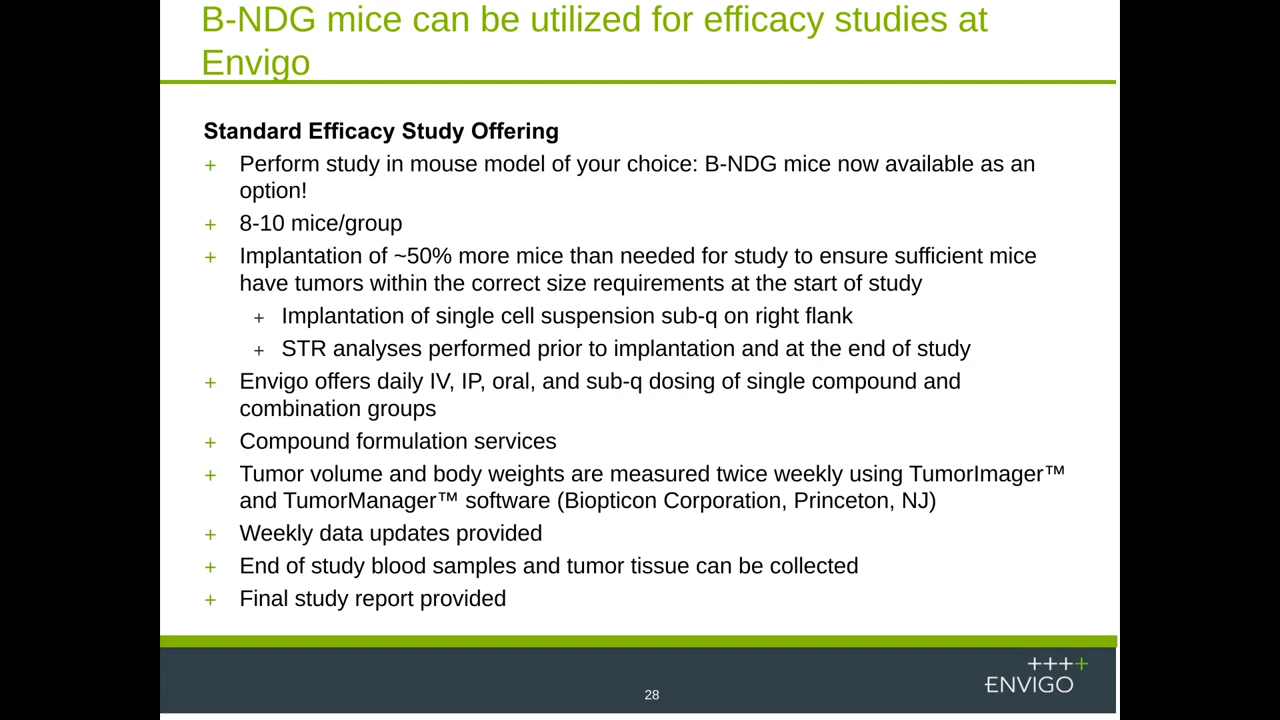 B-NDG mice can be utilized for efficacy studies at
Envigo
Standard Efficacy Study Offering
+ Perform study in mouse model of your choice: B-NDG mice now available as an
option!
+ 8-10 mice/group
+ Implantation of ~50% more mice than needed for study to ensure sufficient mice
have tumors within the correct size requirements at the start of study
+ Implantation of single cell suspension sub-q on right flank
+ STR analyses performed prior to implantation and at the end of study
+ Envigo offers daily IV, IP, oral, and sub-q dosing of single compound and
combination groups
+ Compound formulation services
+ Tumor volume and body weights are measured twice weekly using TumorImager™
and TumorManager™ software (Biopticon Corporation, Princeton, NJ)
+ Weekly data updates provided
+ End of study blood samples and tumor tissue can be collected
+ Final study report provided
++++
ENVIGO
28